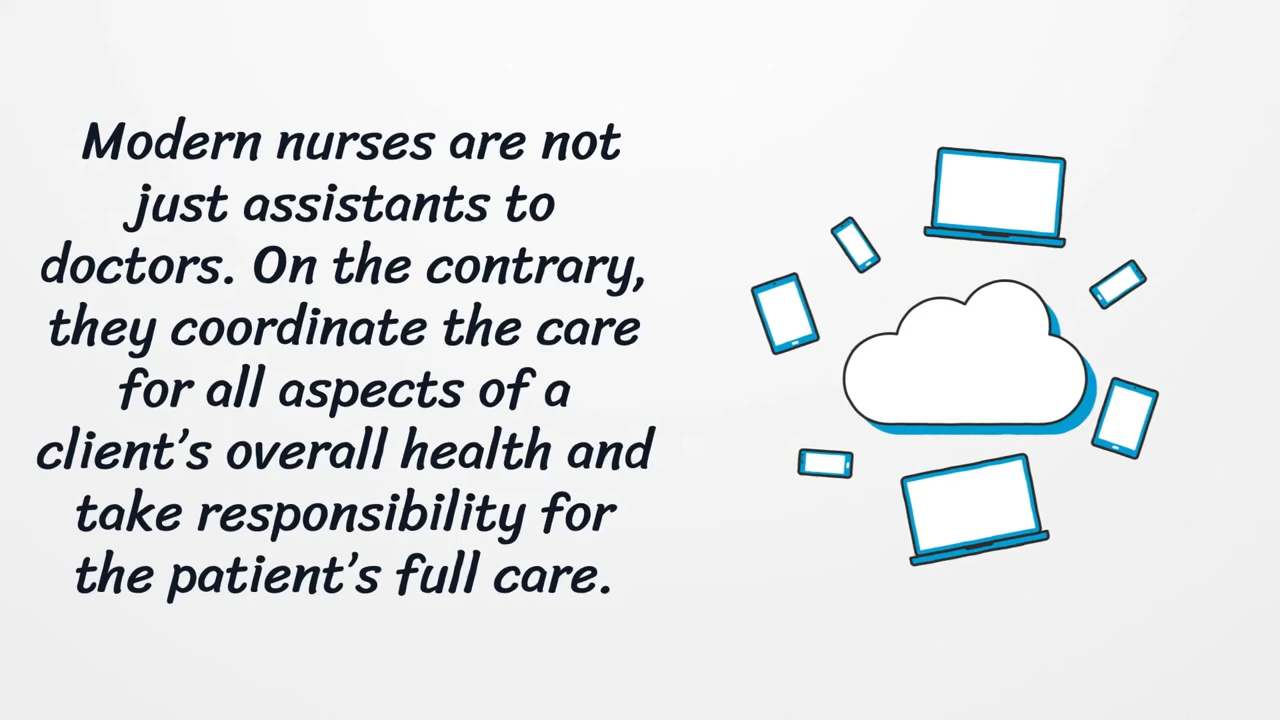 Modern nurses are not
just assistants to
doctors. On the contrary,
they coordinate the care
for all aspects of a
client’s overall health and
take responsibility for
the patient’s full care.